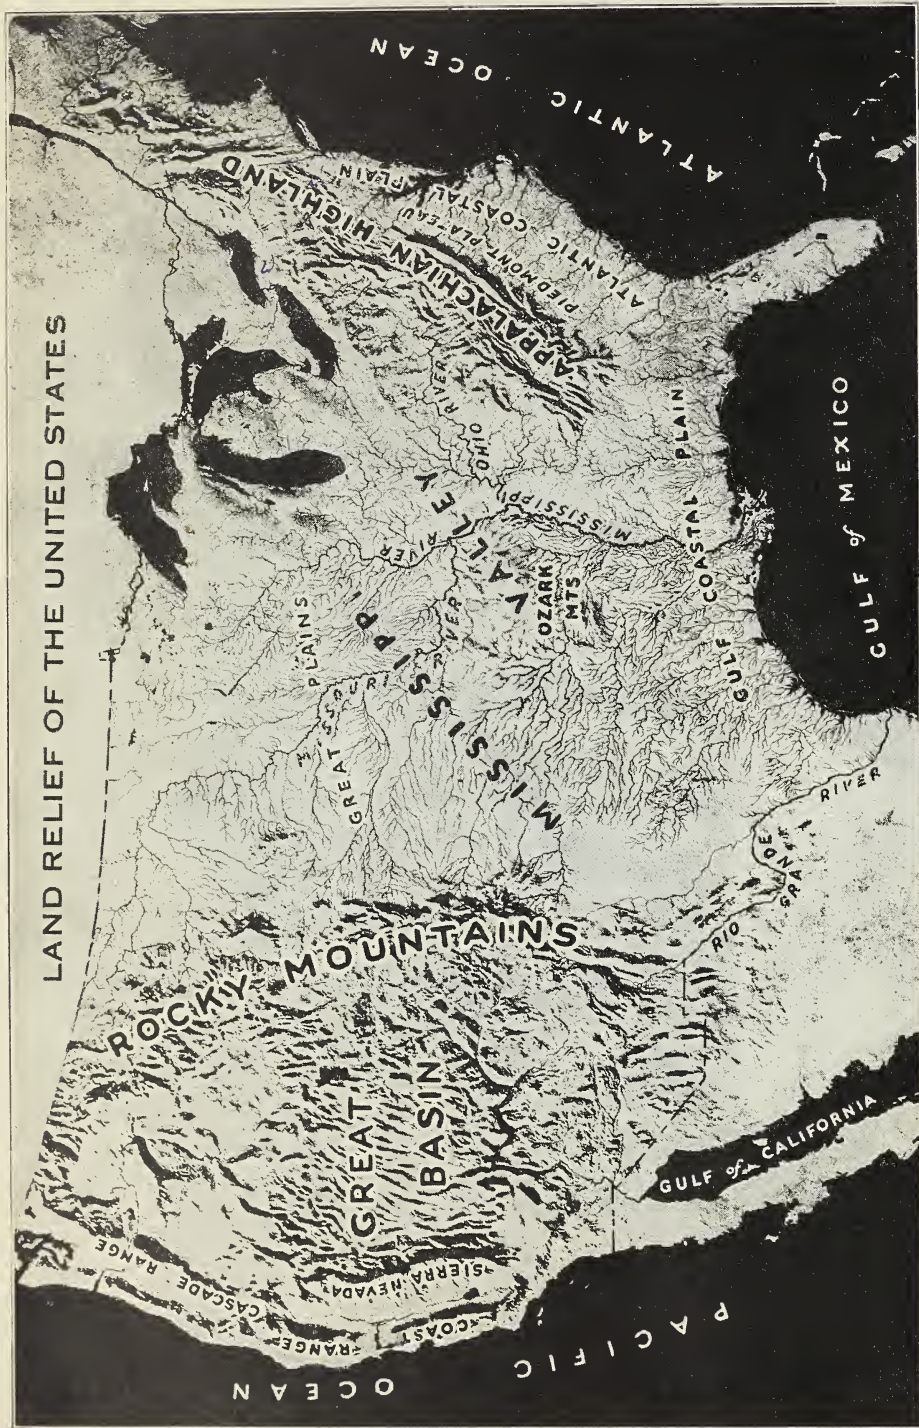 LAND RELIEF OF THE UNITED STATES
PACIFIC OCEAN
CASCADE RANGE
COAST RANGE
SIERRA NEVADA
GREAT BASIN
ROCKY MOUNTAINS
GREAT PLAINS
MISSOURI RIVER
MISSISSIPPI VALLEY
MISSISSIPPI RIVER
OHIO RIVER
OZARK MTS
APPALACHIAN HIGHLAND
PIEDMONT PLATEAU
ATLANTIC COASTAL PLAIN
ATLANTIC OCEAN
GULF COASTAL PLAIN
GULF of MEXICO
RIO GRANDE RIVER
GULF of CALIFORNIA